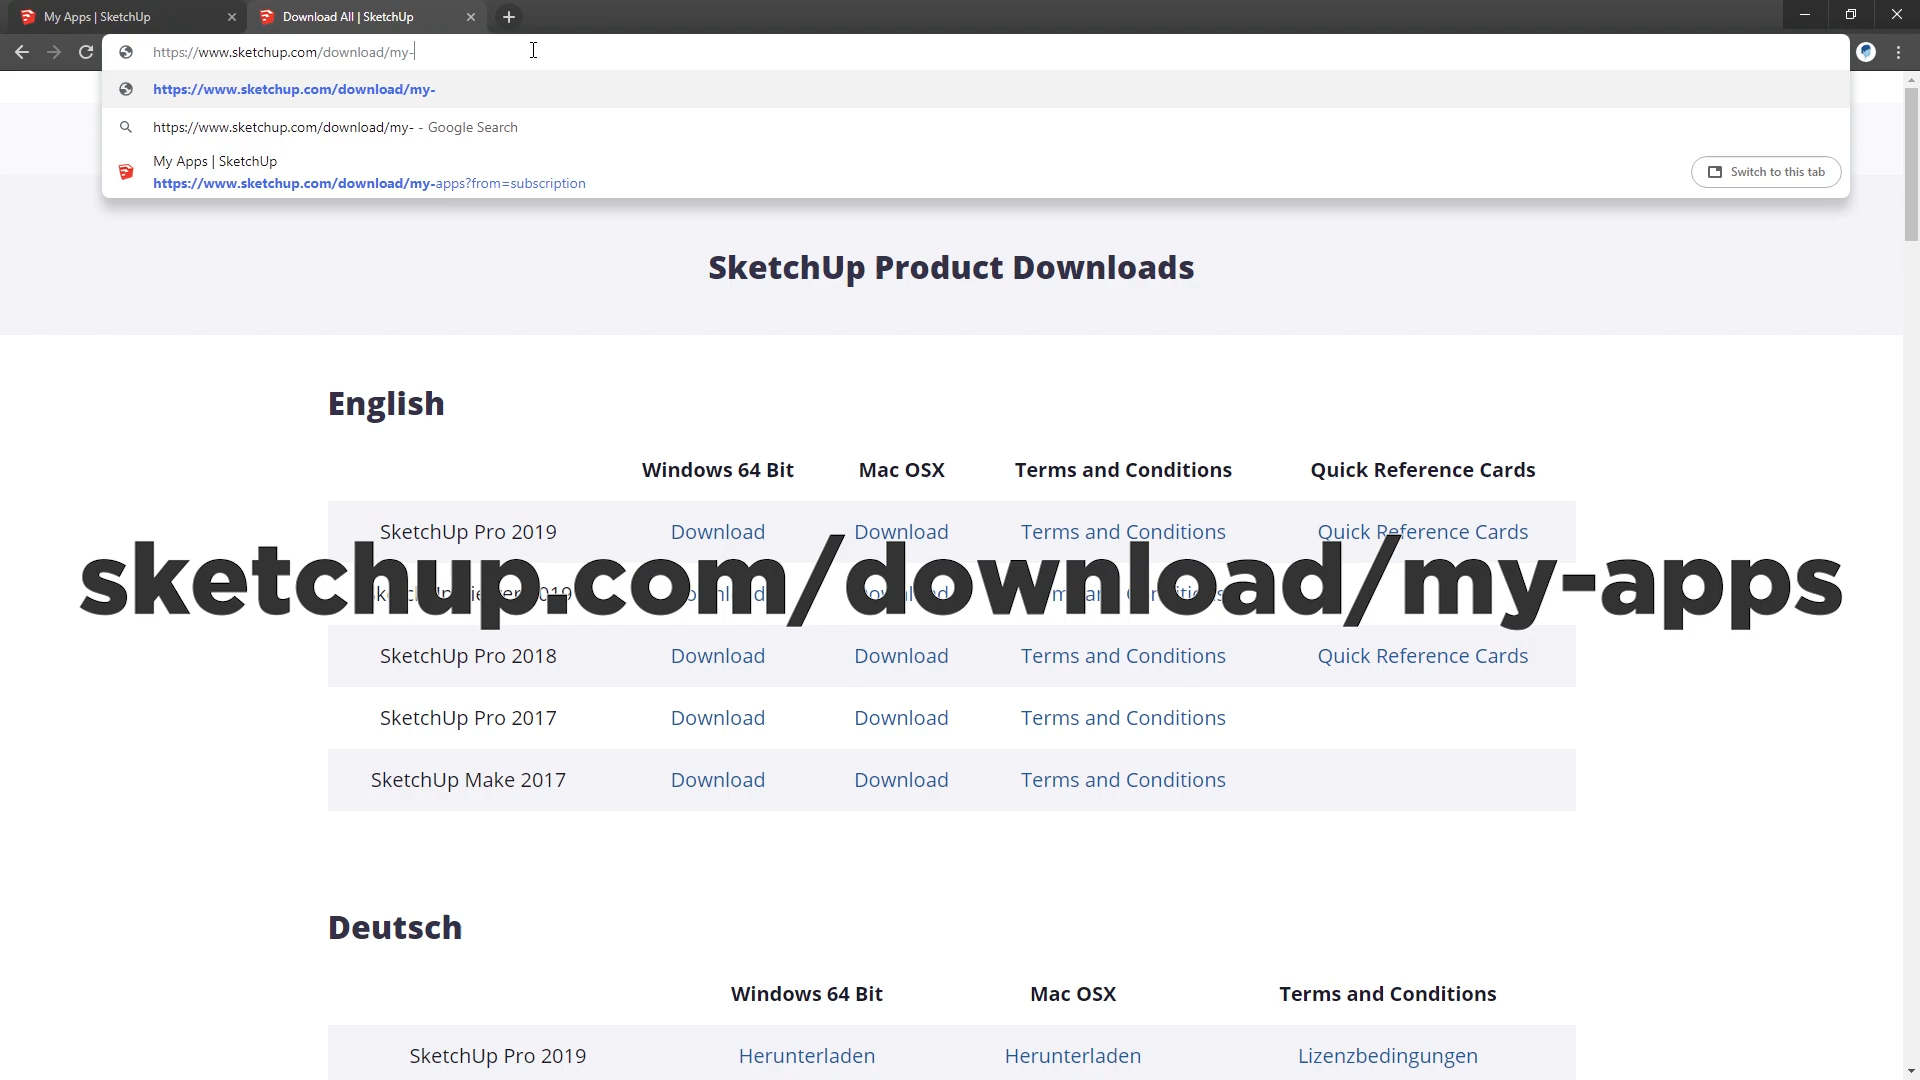 My Apps | SketchUp
Download All | SketchUp
https://www.sketchup.com/download/my-
https://www.sketchup.com/download/my-
https://www.sketchup.com/download/my- - Google Search
My Apps | SketchUp
https://www.sketchup.com/download/my-apps?from=subscription
Switch to this tab
SketchUp Product Downloads
English
Windows 64 Bit Mac OSX Terms and Conditions Quick Reference Cards
SketchUp Pro 2019 Download Download Terms and Conditions Quick Reference Cards
sketchup.com/download/my-apps
SketchUp Pro 2018 Download Download Terms and Conditions Quick Reference Cards
SketchUp Pro 2017 Download Download Terms and Conditions
SketchUp Make 2017 Download Download Terms and Conditions
Deutsch
Windows 64 Bit Mac OSX Terms and Conditions
SketchUp Pro 2019 Herunterladen Herunterladen Lizenzbedingungen